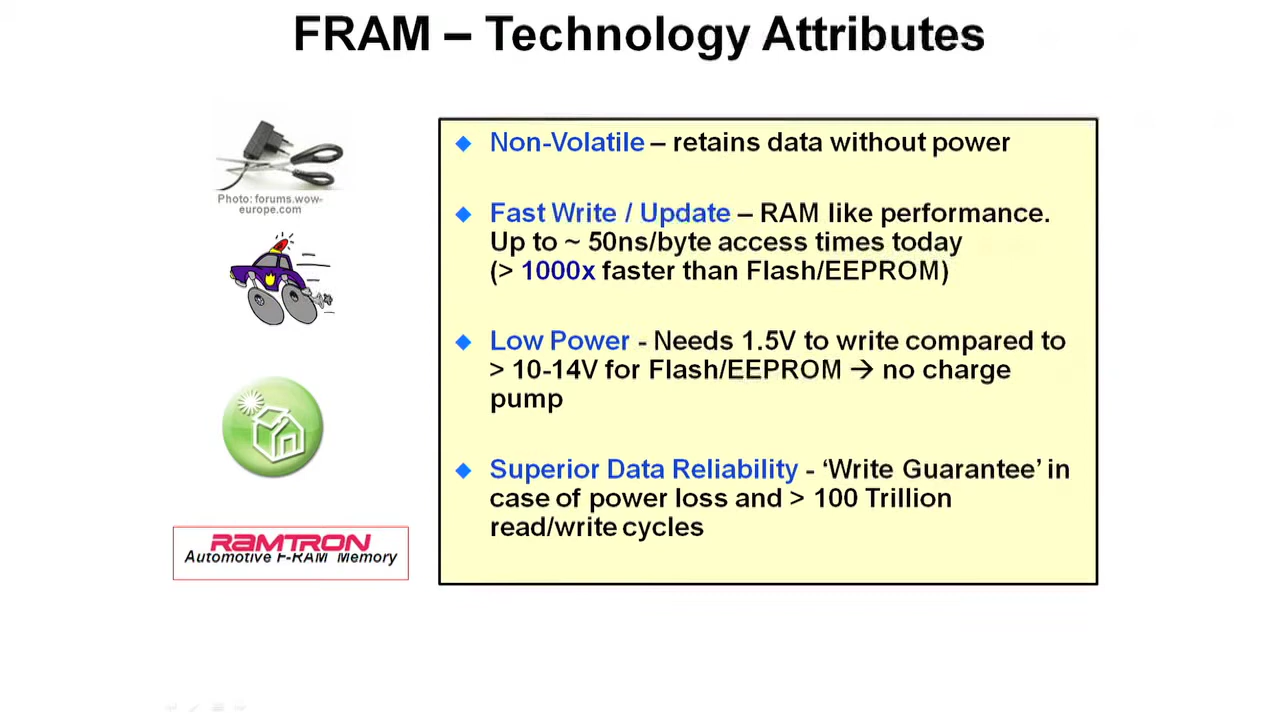 FRAM – Technology Attributes
Photo: forums.wow-
europe.com
RAMTRON
Automotive F-RAM Memory
Non-Volatile – retains data without power
Fast Write / Update – RAM like performance.
Up to ~ 50ns/byte access times today
(> 1000x faster than Flash/EEPROM)
Low Power - Needs 1.5V to write compared to
> 10-14V for Flash/EEPROM → no charge
pump
Superior Data Reliability - ‘Write Guarantee’ in
case of power loss and > 100 Trillion
read/write cycles